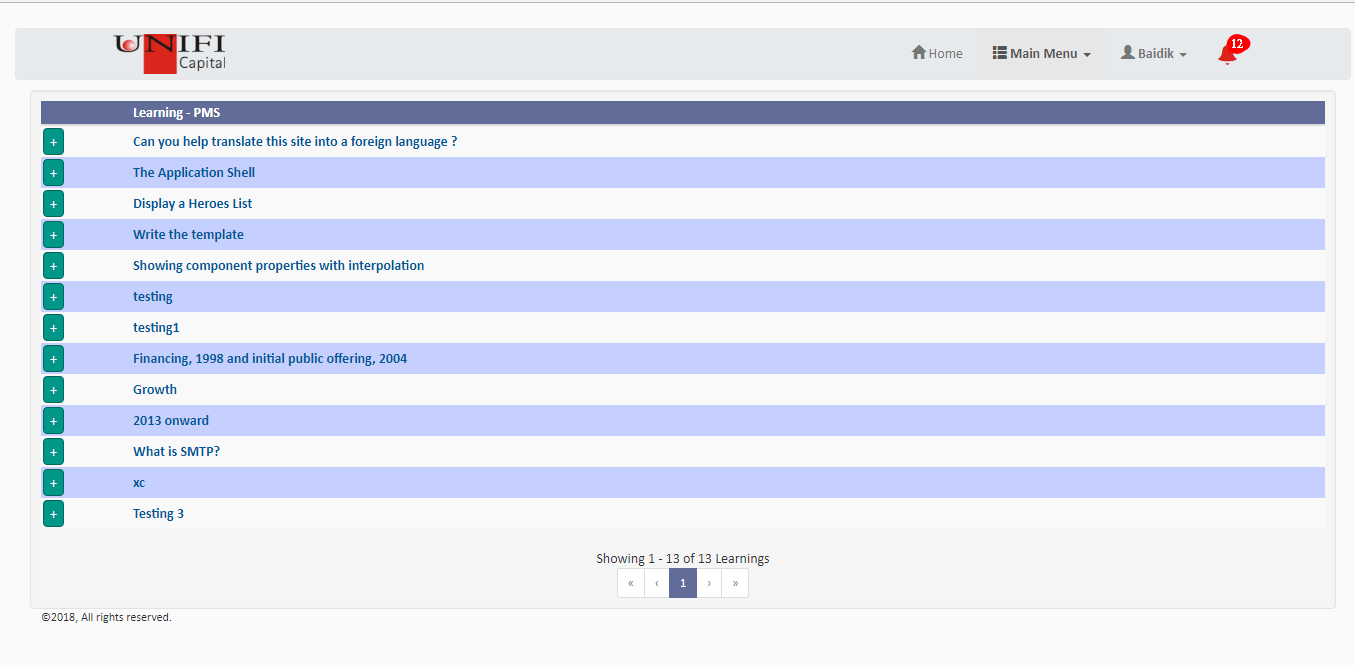 UNIFI
Capital
Home
Main Menu
Baidik
12
Learning - PMS
+ Can you help translate this site into a foreign language ?
+ The Application Shell
+ Display a Heroes List
+ Write the template
+ Showing component properties with interpolation
+ testing
+ testing1
+ Financing, 1998 and initial public offering, 2004
+ Growth
+ 2013 onward
+ What is SMTP?
+ xc
+ Testing 3
Showing 1 - 13 of 13 Learnings
« ‹ 1 › »
©2018, All rights reserved.